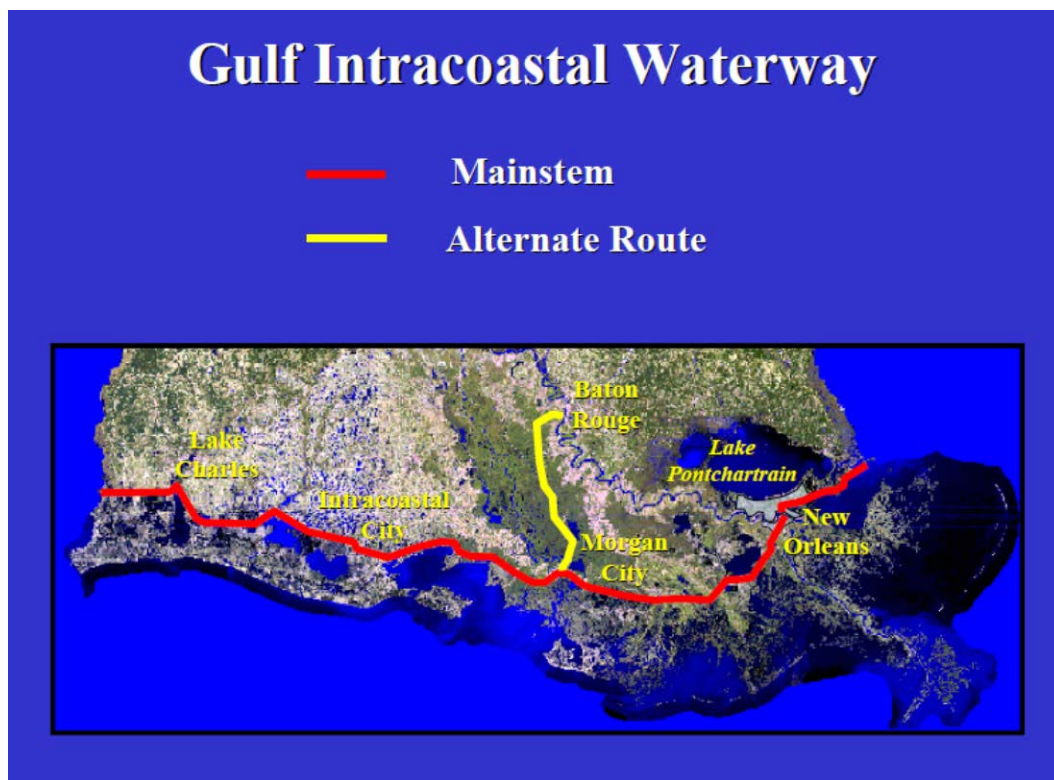 Gulf Intracoastal Waterway
Mainstem
Alternate Route
Baton
Rouge
Lake
Charles
Lake
Pontchartrain
Intracoastal
City
New
Orleans
Morgan
City